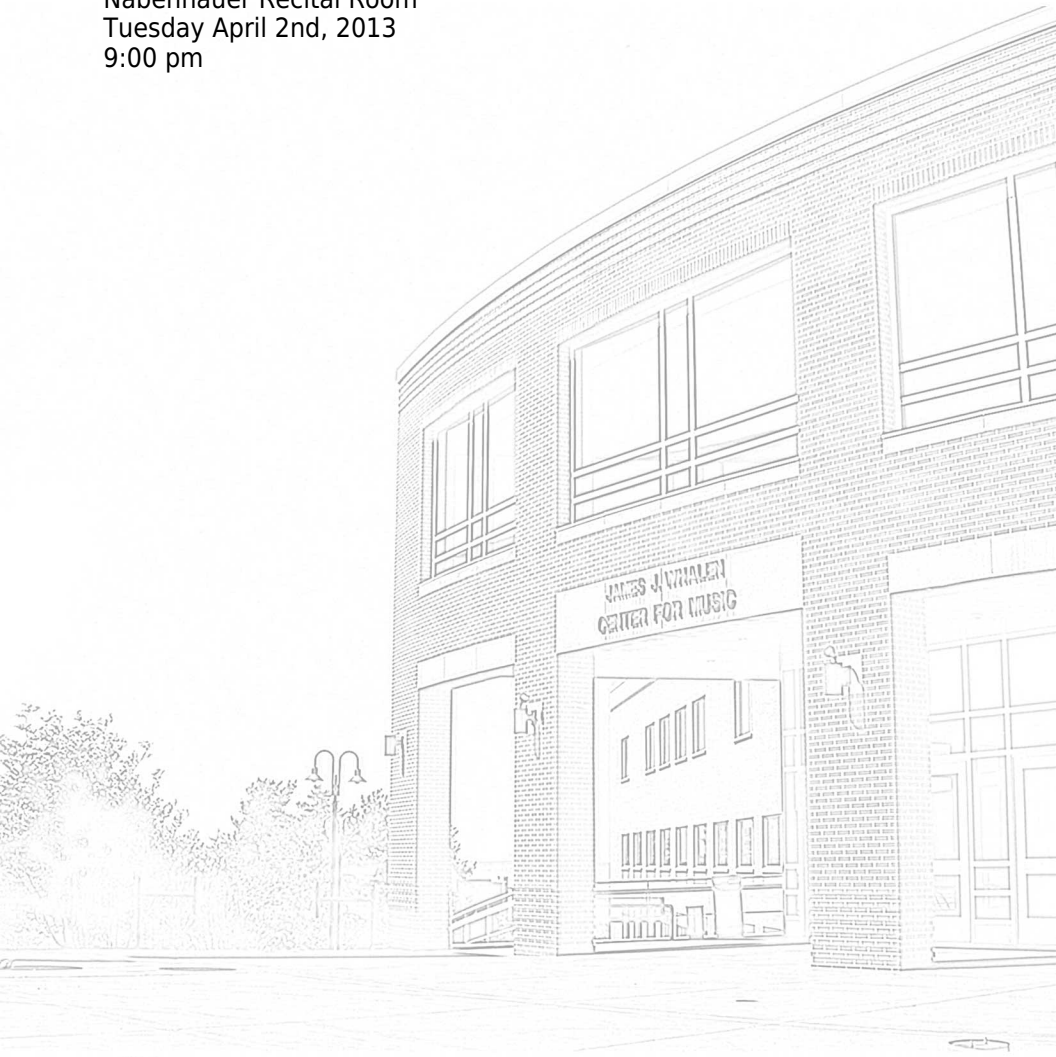 Nabenhauer Recital Room
Tuesday April 2nd, 2013
9:00 pm
JAMES J. WHALEN
CENTER FOR MUSIC